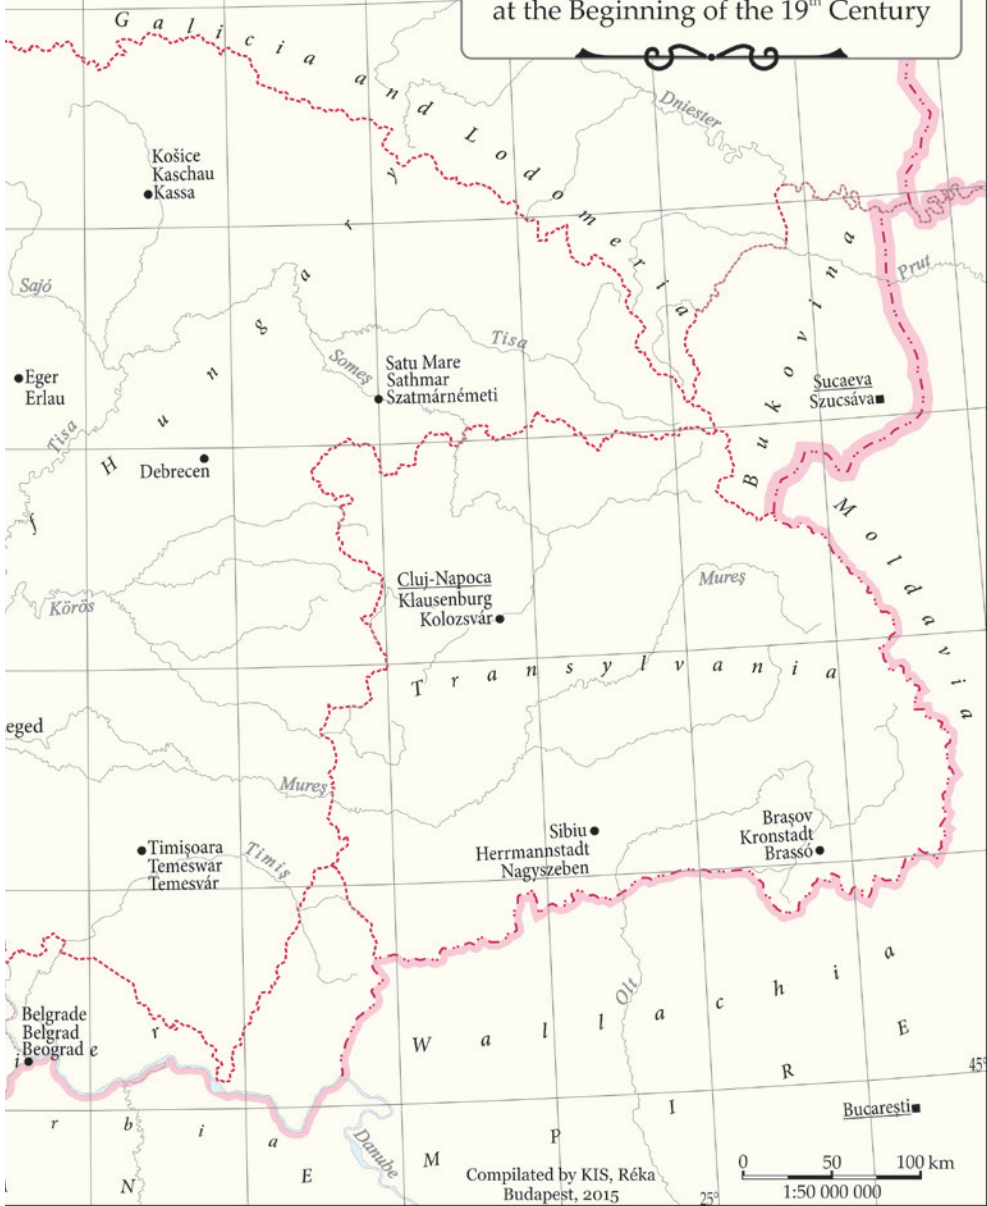 at the Beginning of the 19th Century
Galicia and Lodomeria
Dniester
Košice
Kaschau
Kassa
Hungary
Bukovina
Prut
Sajó
Tisa
Someș
Satu Mare
Sathmar
Szatmárnémeti
Eger
Erlau
Sucaeva
Szucsáva
Tisa
Debrecen
f
Moldavia
Cluj-Napoca
Klausenburg
Kolozsvár
Mureș
Körös
Transylvania
eged
Mureș
Timișoara
Temeswar
Temesvár
Timiș
Sibiu
Herrmannstadt
Nagyszeben
Brașov
Kronstadt
Brassó
Olt
Wallachia
Belgrade
Belgrad
Beograd
i e r
45°
București
rbia
Danube
N EMPIRE
Compilated by KIS, Réka
Budapest, 2015
25°
0 50 100 km
1:50 000 000